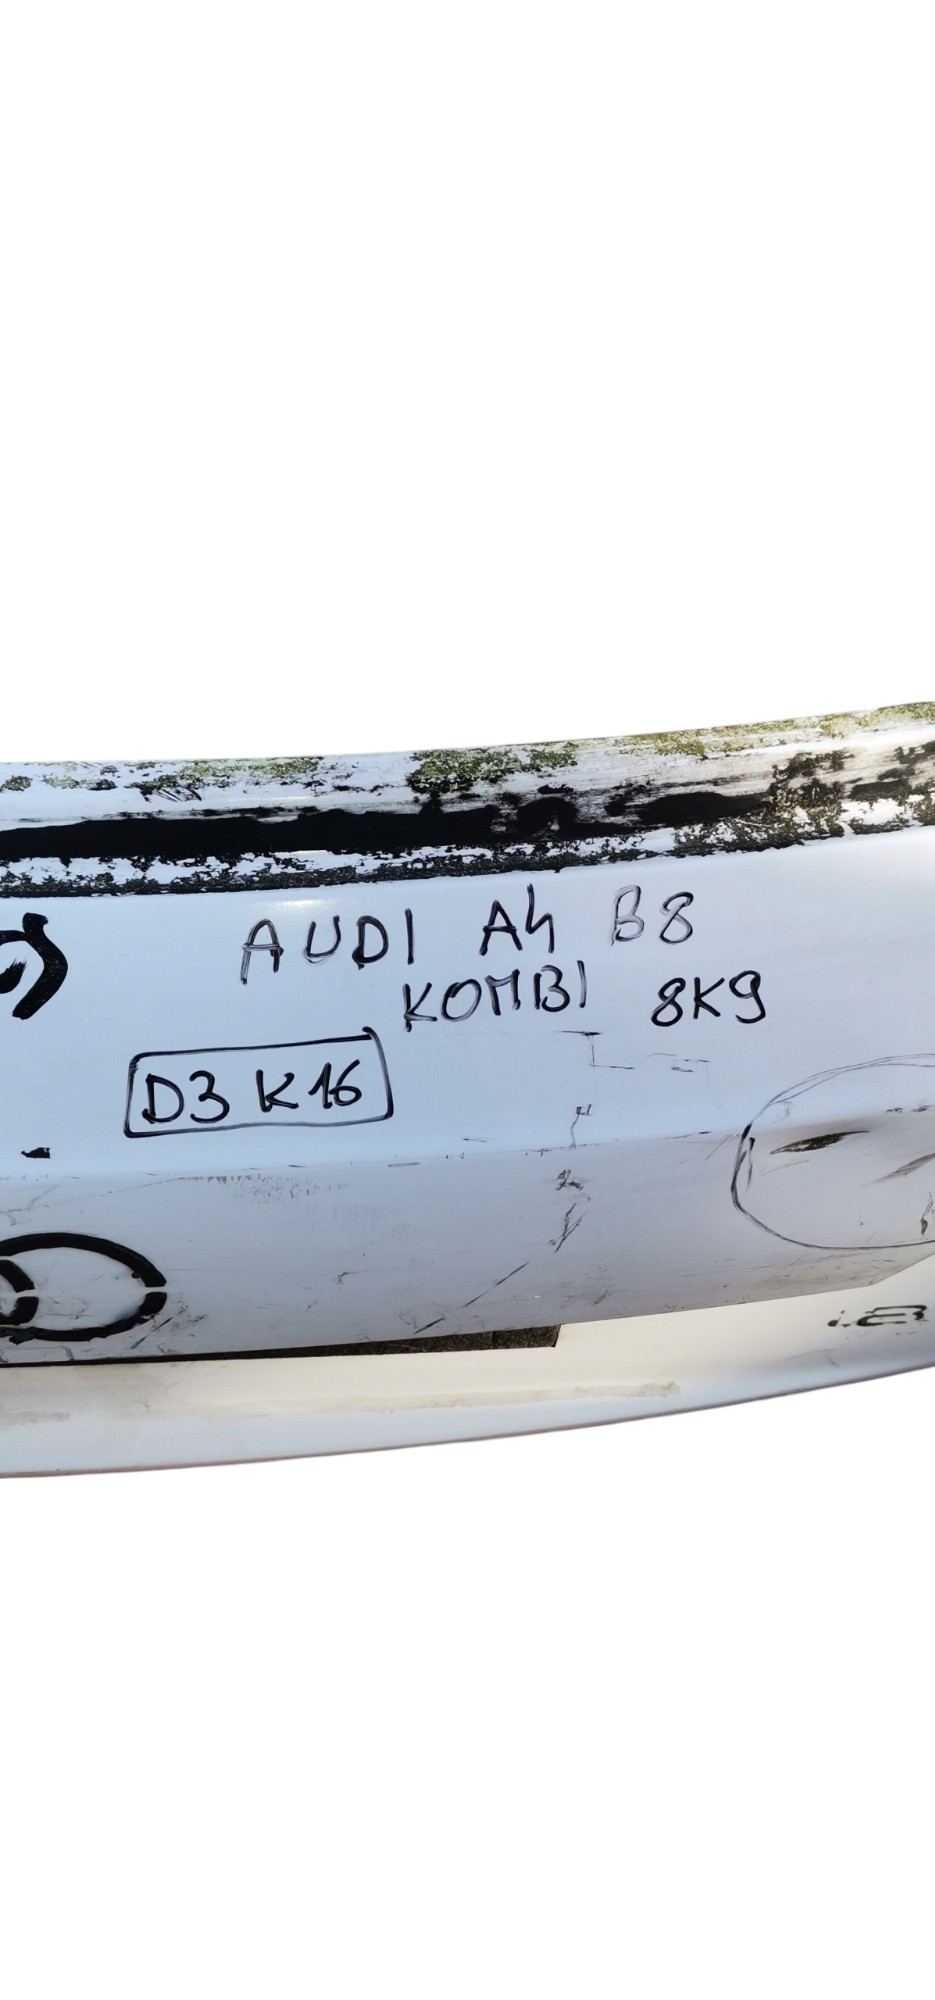 AUDI A4 B8
KOMBI 8K9
D3 K16